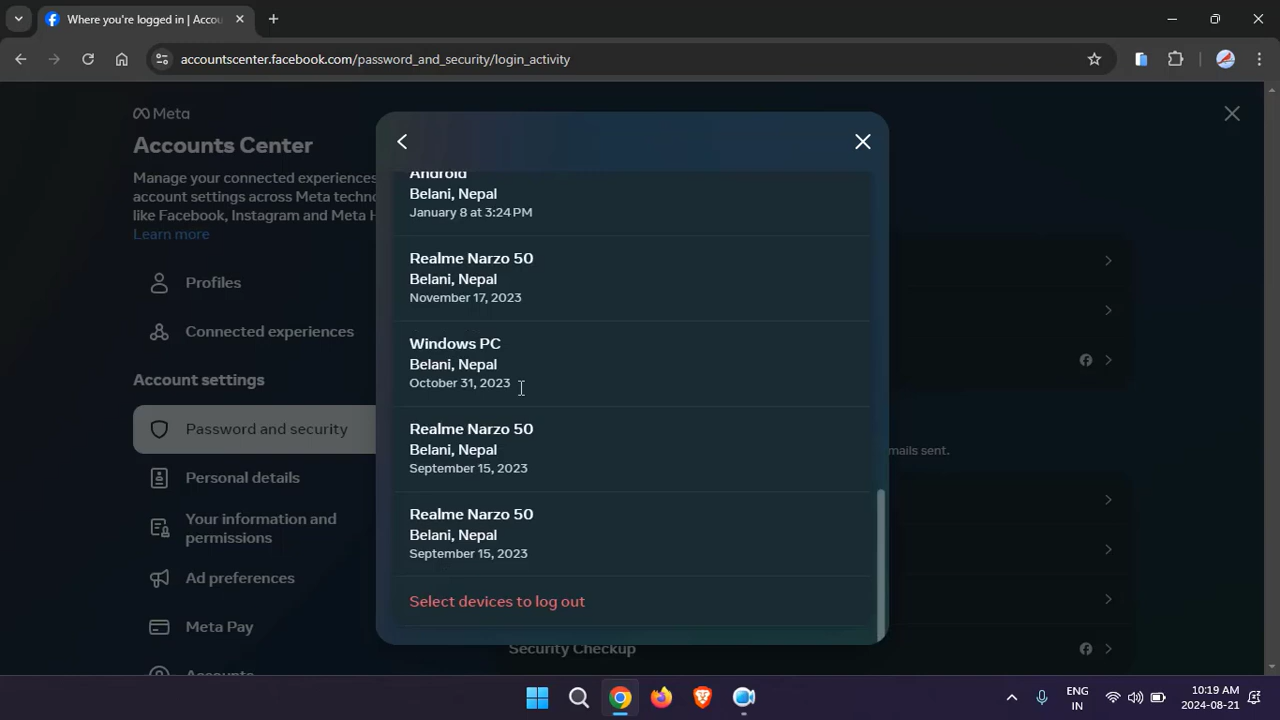 Where you're logged in | Accou
accountscenter.facebook.com/password_and_security/login_activity
Meta
Accounts Center
Manage your connected experiences
account settings across Meta techno
like Facebook, Instagram and Meta H
Learn more
Profiles
Connected experiences
Account settings
Password and security
Personal details
Your information and
permissions
Ad preferences
Meta Pay
Accounts
Android
Belani, Nepal
January 8 at 3:24 PM
Realme Narzo 50
Belani, Nepal
November 17, 2023
Windows PC
Belani, Nepal
October 31, 2023
Realme Narzo 50
Belani, Nepal
September 15, 2023
Realme Narzo 50
Belani, Nepal
September 15, 2023
Select devices to log out
mails sent.
Security Checkup
ENG
IN
10:19 AM
2024-08-21